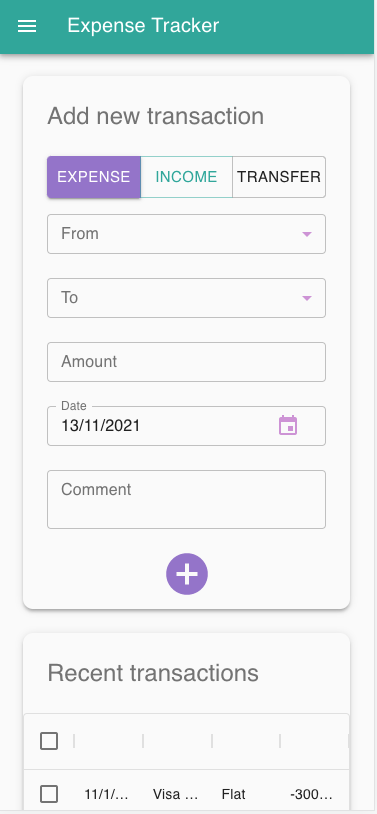 Expense Tracker
Add new transaction
EXPENSE INCOME TRANSFER
From
To
Amount
Date
13/11/2021
Comment
Recent transactions
11/1/... Visa ... Flat -300...